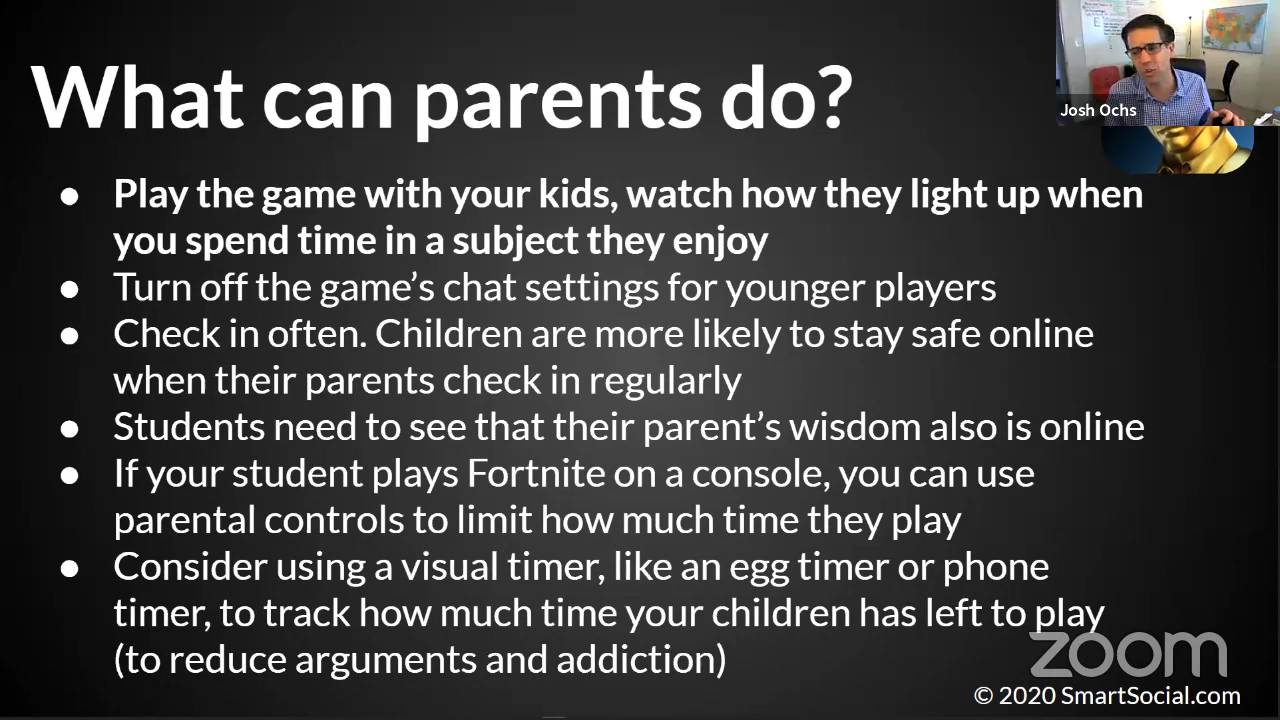 What can parents do?
Josh Ochs
● Play the game with your kids, watch how they light up when
you spend time in a subject they enjoy
● Turn off the game’s chat settings for younger players
● Check in often. Children are more likely to stay safe online
when their parents check in regularly
● Students need to see that their parent’s wisdom also is online
● If your student plays Fortnite on a console, you can use
parental controls to limit how much time they play
● Consider using a visual timer, like an egg timer or phone
timer, to track how much time your children has left to play
(to reduce arguments and addiction)
zoom
© 2020 SmartSocial.com